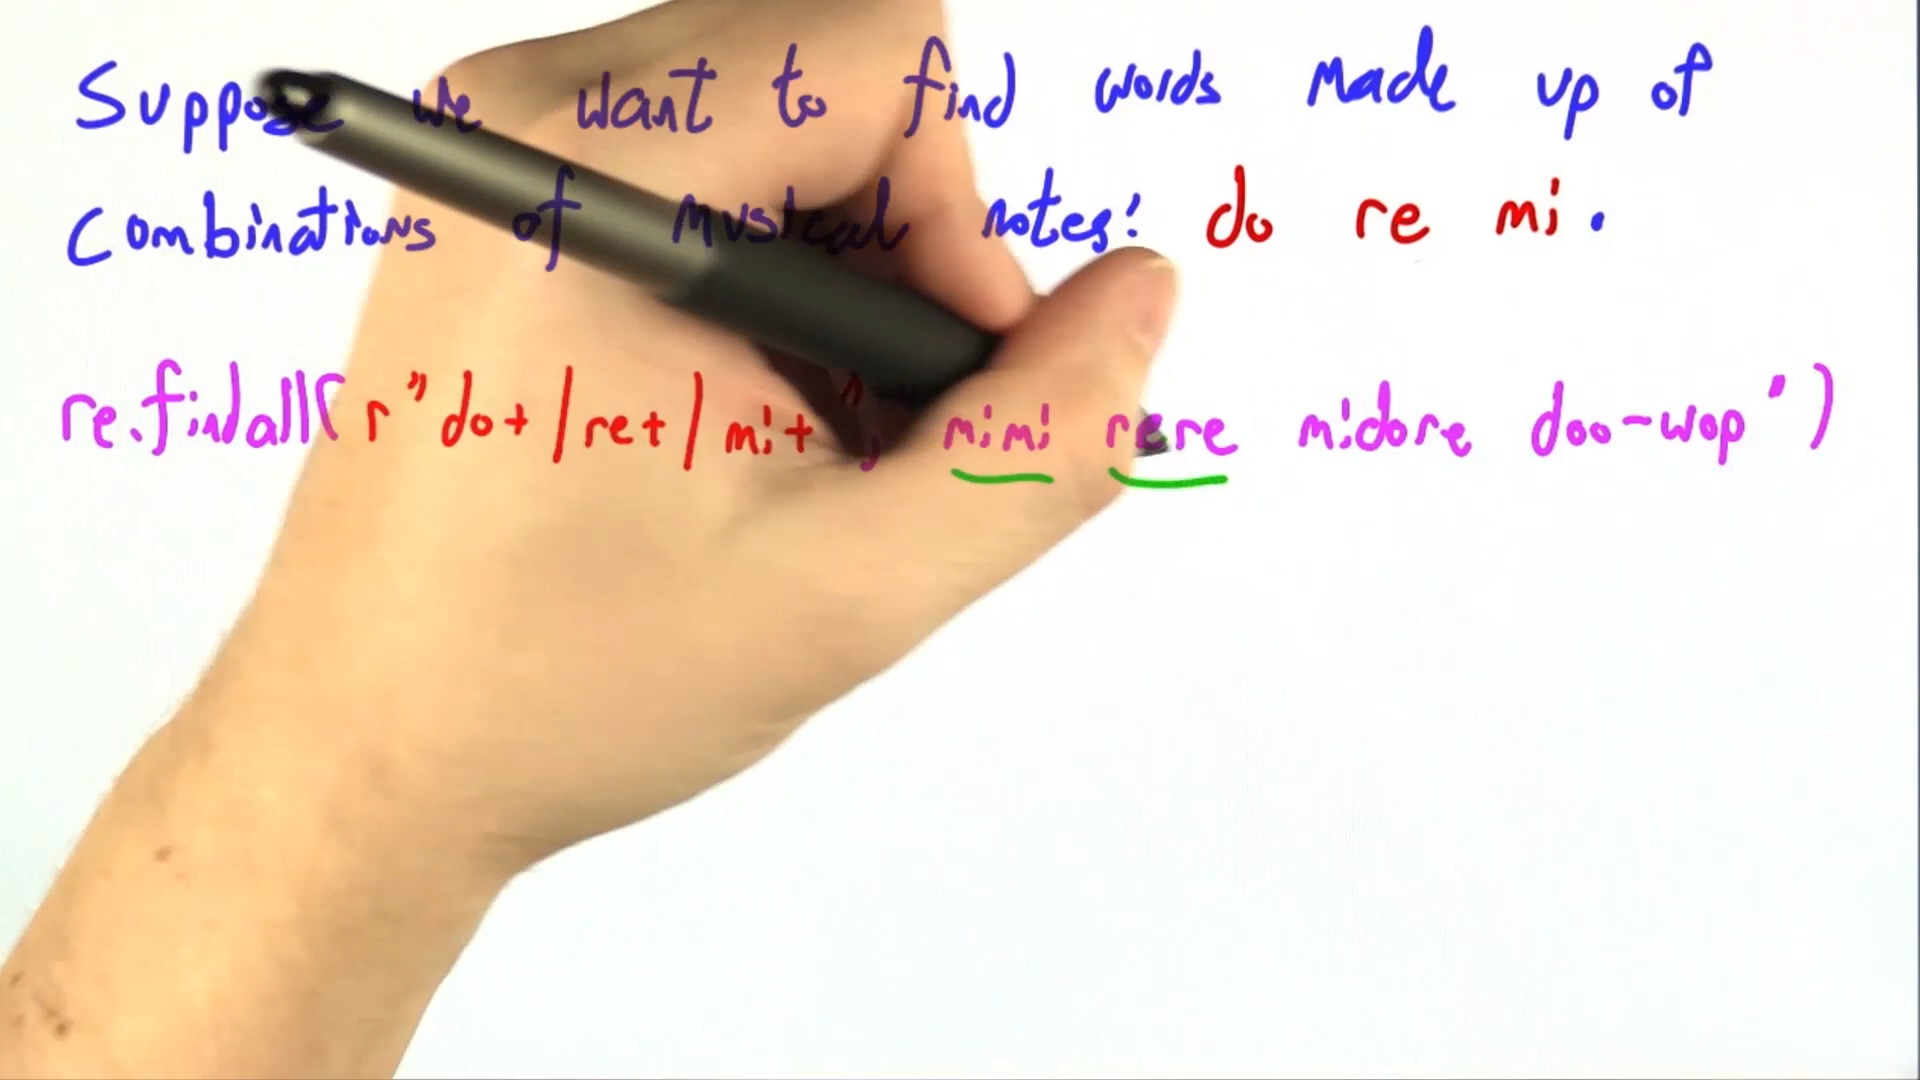 Suppose we want to find words made up of
combinations of musical notes: do re mi.
re.findall(r"do+|re+|mi+", "mimi rere midore doo-wop")